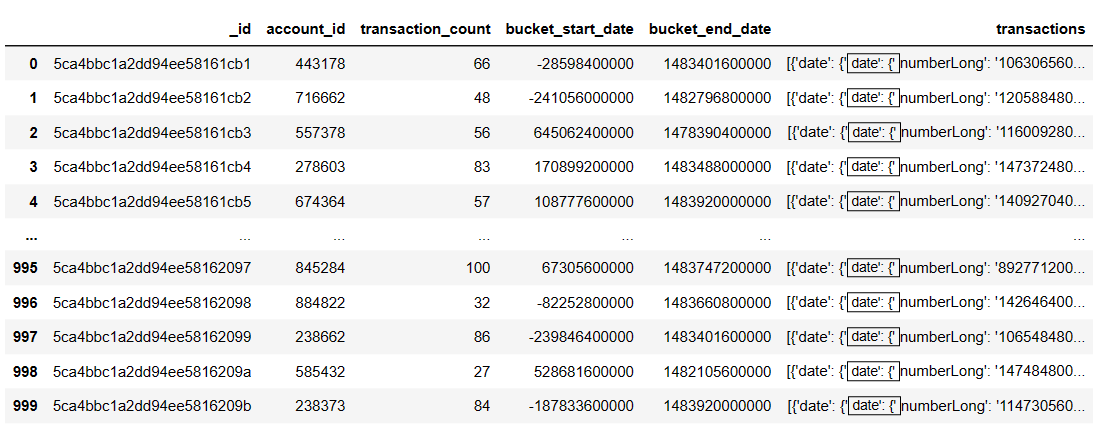 _id account_id transaction_count bucket_start_date bucket_end_date transactions
0 5ca4bbc1a2dd94ee58161cb1 443178 66 -28598400000 1483401600000 [{'date': {' date': {' numberLong': '106306560...
1 5ca4bbc1a2dd94ee58161cb2 716662 48 -241056000000 1482796800000 [{'date': {' date': {' numberLong': '120588480...
2 5ca4bbc1a2dd94ee58161cb3 557378 56 645062400000 1478390400000 [{'date': {' date': {' numberLong': '116009280...
3 5ca4bbc1a2dd94ee58161cb4 278603 83 170899200000 1483488000000 [{'date': {' date': {' numberLong': '147372480...
4 5ca4bbc1a2dd94ee58161cb5 674364 57 108777600000 1483920000000 [{'date': {' date': {' numberLong': '140927040...
... ... ... ... ... ... ...
995 5ca4bbc1a2dd94ee58162097 845284 100 67305600000 1483747200000 [{'date': {' date': {' numberLong': '892771200...
996 5ca4bbc1a2dd94ee58162098 884822 32 -82252800000 1483660800000 [{'date': {' date': {' numberLong': '142646400...
997 5ca4bbc1a2dd94ee58162099 238662 86 -239846400000 1483401600000 [{'date': {' date': {' numberLong': '106548480...
998 5ca4bbc1a2dd94ee5816209a 585432 27 528681600000 1482105600000 [{'date': {' date': {' numberLong': '147484800...
999 5ca4bbc1a2dd94ee5816209b 238373 84 -187833600000 1483920000000 [{'date': {' date': {' numberLong': '114730560...